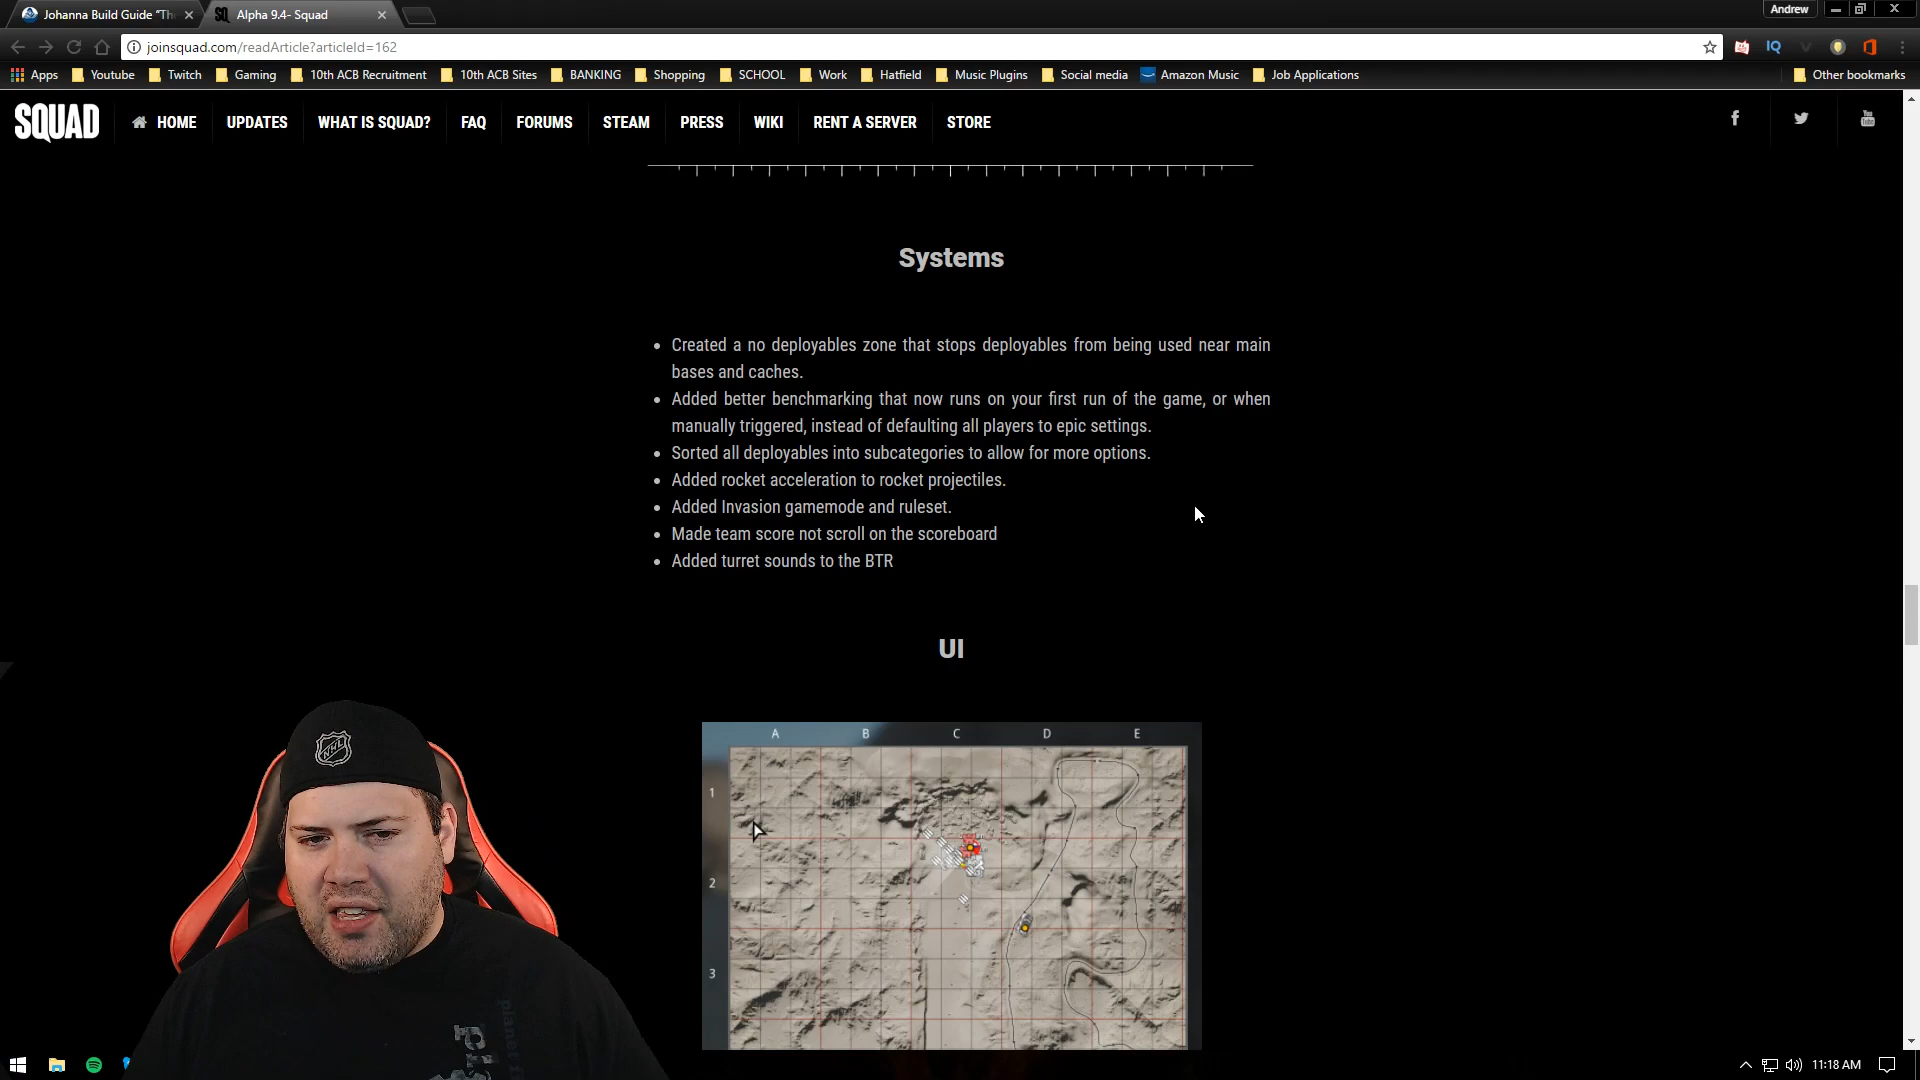 Johanna Build Guide "Th
Alpha 9.4- Squad
Andrew
joinsquad.com/readArticle?articleId=162
IQ
Apps Youtube Twitch Gaming 10th ACB Recruitment 10th ACB Sites BANKING Shopping SCHOOL Work Hatfield Music Plugins Social media Amazon Music Job Applications Other bookmarks
SQUAD HOME UPDATES WHAT IS SQUAD? FAQ FORUMS STEAM PRESS WIKI RENT A SERVER STORE
Systems
Created a no deployables zone that stops deployables from being used near main
bases and caches.
Added better benchmarking that now runs on your first run of the game, or when
manually triggered, instead of defaulting all players to epic settings.
Sorted all deployables into subcategories to allow for more options.
Added rocket acceleration to rocket projectiles.
Added Invasion gamemode and ruleset.
Made team score not scroll on the scoreboard
Added turret sounds to the BTR
UI
A B C D E
1
2
3
NHL
11:18 AM